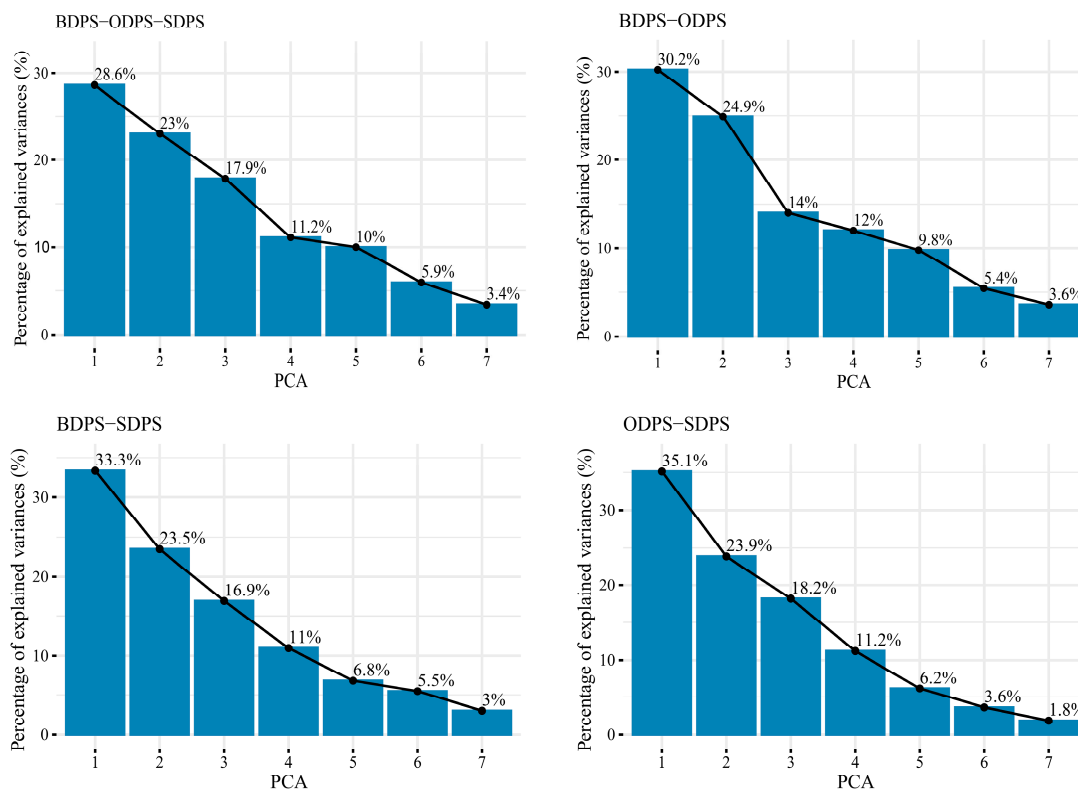 BDPS−ODPS−SDPS
Percentage of explained variances (%)
30
20
10
0
28.6%
23%
17.9%
11.2%
10%
5.9%
3.4%
1 2 3 4 5 6 7
PCA
BDPS−ODPS
Percentage of explained variances (%)
30
20
10
0
30.2%
24.9%
14%
12%
9.8%
5.4%
3.6%
1 2 3 4 5 6 7
PCA
BDPS−SDPS
Percentage of explained variances (%)
30
20
10
0
33.3%
23.5%
16.9%
11%
6.8%
5.5%
3%
1 2 3 4 5 6 7
PCA
ODPS−SDPS
Percentage of explained variances (%)
30
20
10
0
35.1%
23.9%
18.2%
11.2%
6.2%
3.6%
1.8%
1 2 3 4 5 6 7
PCA